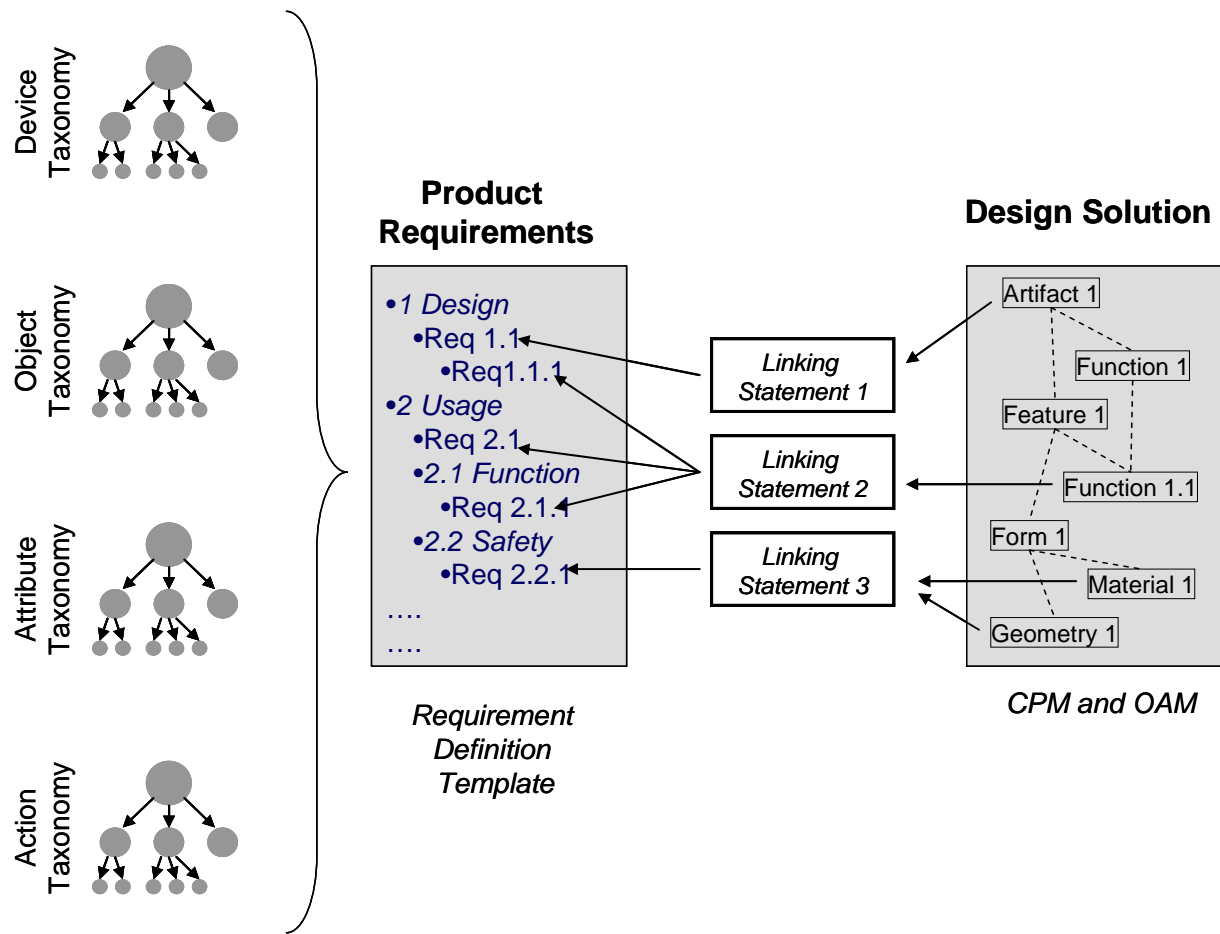 Device
Taxonomy
Object
Taxonomy
Attribute
Taxonomy
Action
Taxonomy
Product
Requirements
•1 Design
•Req 1.1
•Req1.1.1
•2 Usage
•Req 2.1
•2.1 Function
•Req 2.1.1
•2.2 Safety
•Req 2.2.1
....
....
Requirement
Definition
Template
Linking
Statement 1
Linking
Statement 2
Linking
Statement 3
Design Solution
Artifact 1
Function 1
Feature 1
Function 1.1
Form 1
Material 1
Geometry 1
CPM and OAM